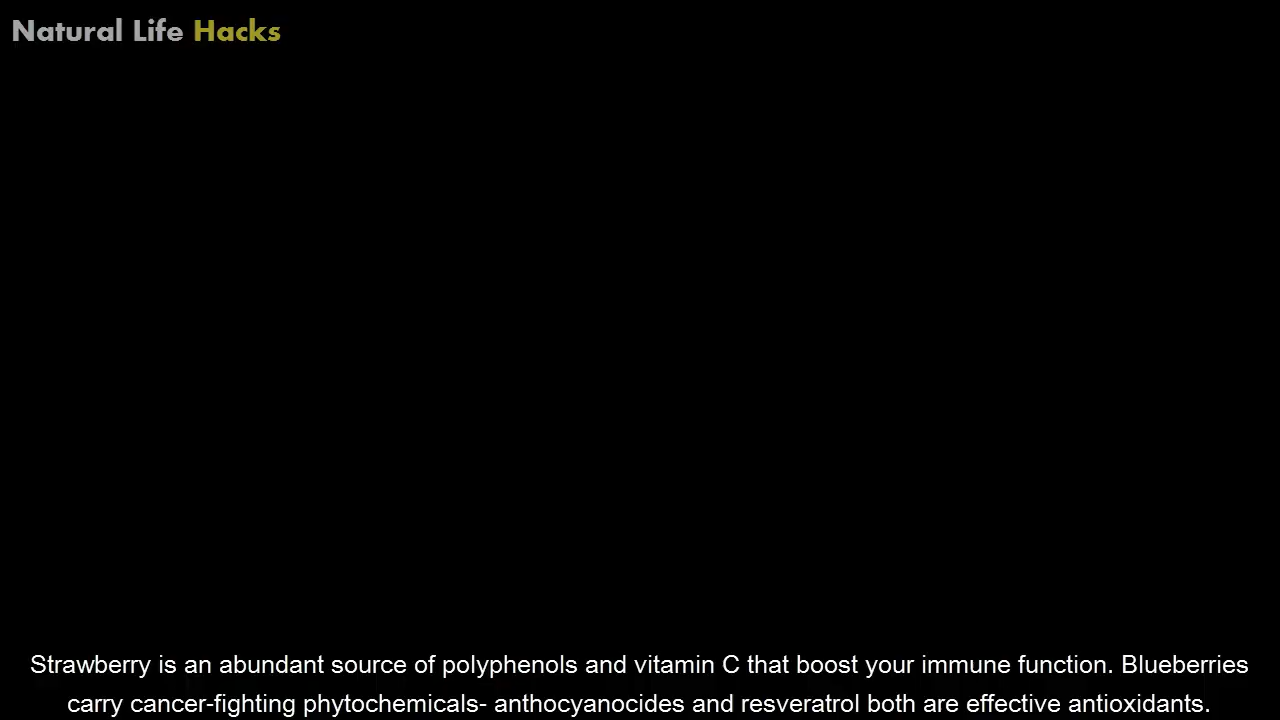 Natural Life Hacks
Strawberry is an abundant source of polyphenols and vitamin C that boost your immune function. Blueberries
carry cancer-fighting phytochemicals- anthocyanocides and resveratrol both are effective antioxidants.